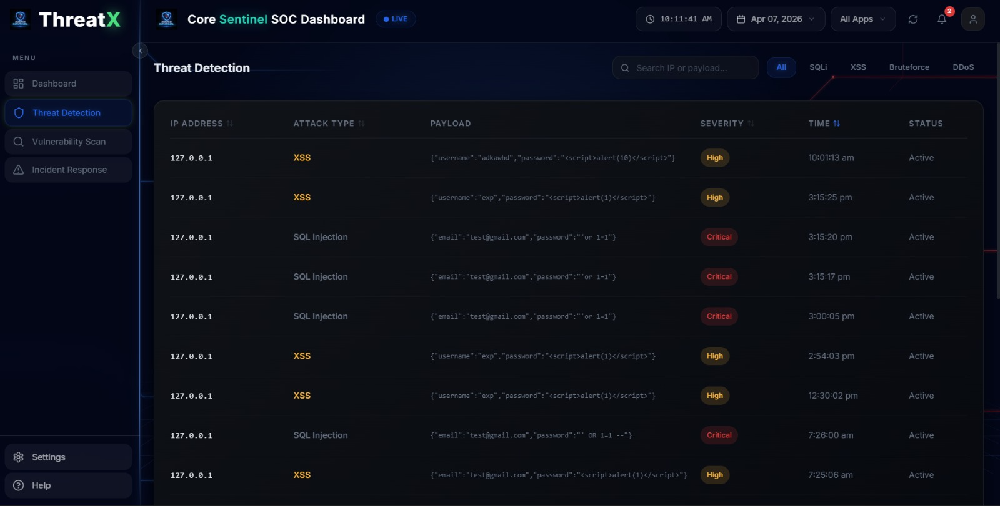 ThreatX
Core Sentinel SOC Dashboard
LIVE
10:11:41 AM
Apr 07, 2026
All Apps
2
MENU
Dashboard
Threat Detection
Vulnerability Scan
Incident Response
Settings
Help
Threat Detection
Search IP or payload...
All SQLi XSS Bruteforce DDoS
IP ADDRESS ATTACK TYPE PAYLOAD SEVERITY TIME STATUS
127.0.0.1 XSS {"username":"adkawbd","password":"<script>alert(10)</script>"} High 10:01:13 am Active
127.0.0.1 XSS {"username":"exp","password":"<script>alert(1)</script>"} High 3:15:25 pm Active
127.0.0.1 SQL Injection {"email":"test@gmail.com","password":"'or 1=1"} Critical 3:15:20 pm Active
127.0.0.1 SQL Injection {"email":"test@gmail.com","password":"'or 1=1"} Critical 3:15:17 pm Active
127.0.0.1 SQL Injection {"email":"test@gmail.com","password":"'or 1=1"} Critical 3:00:05 pm Active
127.0.0.1 XSS {"username":"exp","password":"<script>alert(1)</script>"} High 2:54:03 pm Active
127.0.0.1 XSS {"username":"exp","password":"<script>alert(1)</script>"} High 12:30:02 pm Active
127.0.0.1 SQL Injection {"email":"test@gmail.com","password":"' OR 1=1 --"} Critical 7:26:00 am Active
127.0.0.1 XSS {"email":"test@gmail.com","password":"<script>alert(1)</script>"} High 7:25:06 am Active